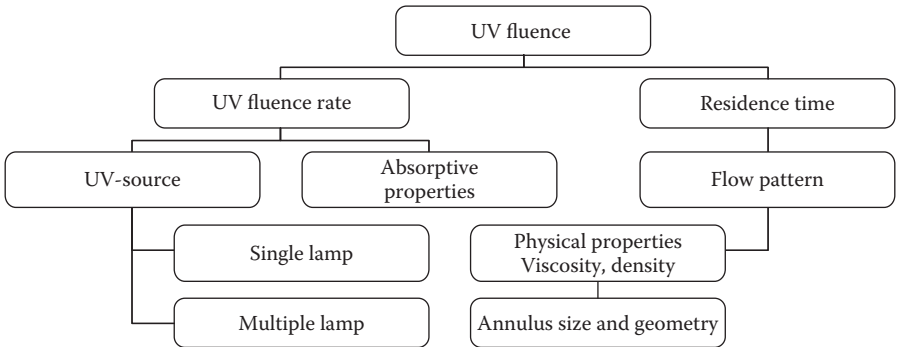 UV fluence
UV fluence rate
Residence time
UV-source
Absorptive
properties
Flow pattern
Single lamp
Physical properties
Viscosity, density
Multiple lamp
Annulus size and geometry